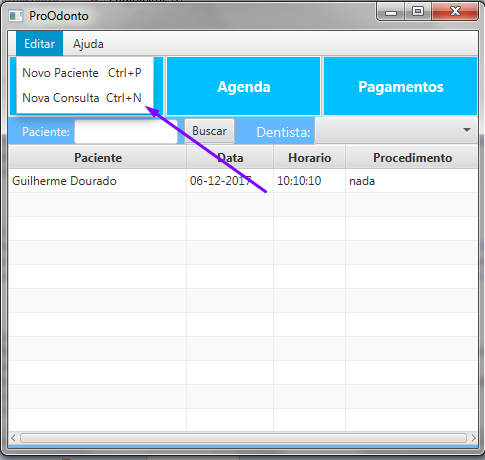 ProOdonto
Editar Ajuda
Novo Paciente Ctrl+P
Nova Consulta Ctrl+N
Agenda Pagamentos
Paciente: Buscar Dentista:
Paciente Data Horario Procedimento
Guilherme Dourado 06-12-2017 10:10:10 nada